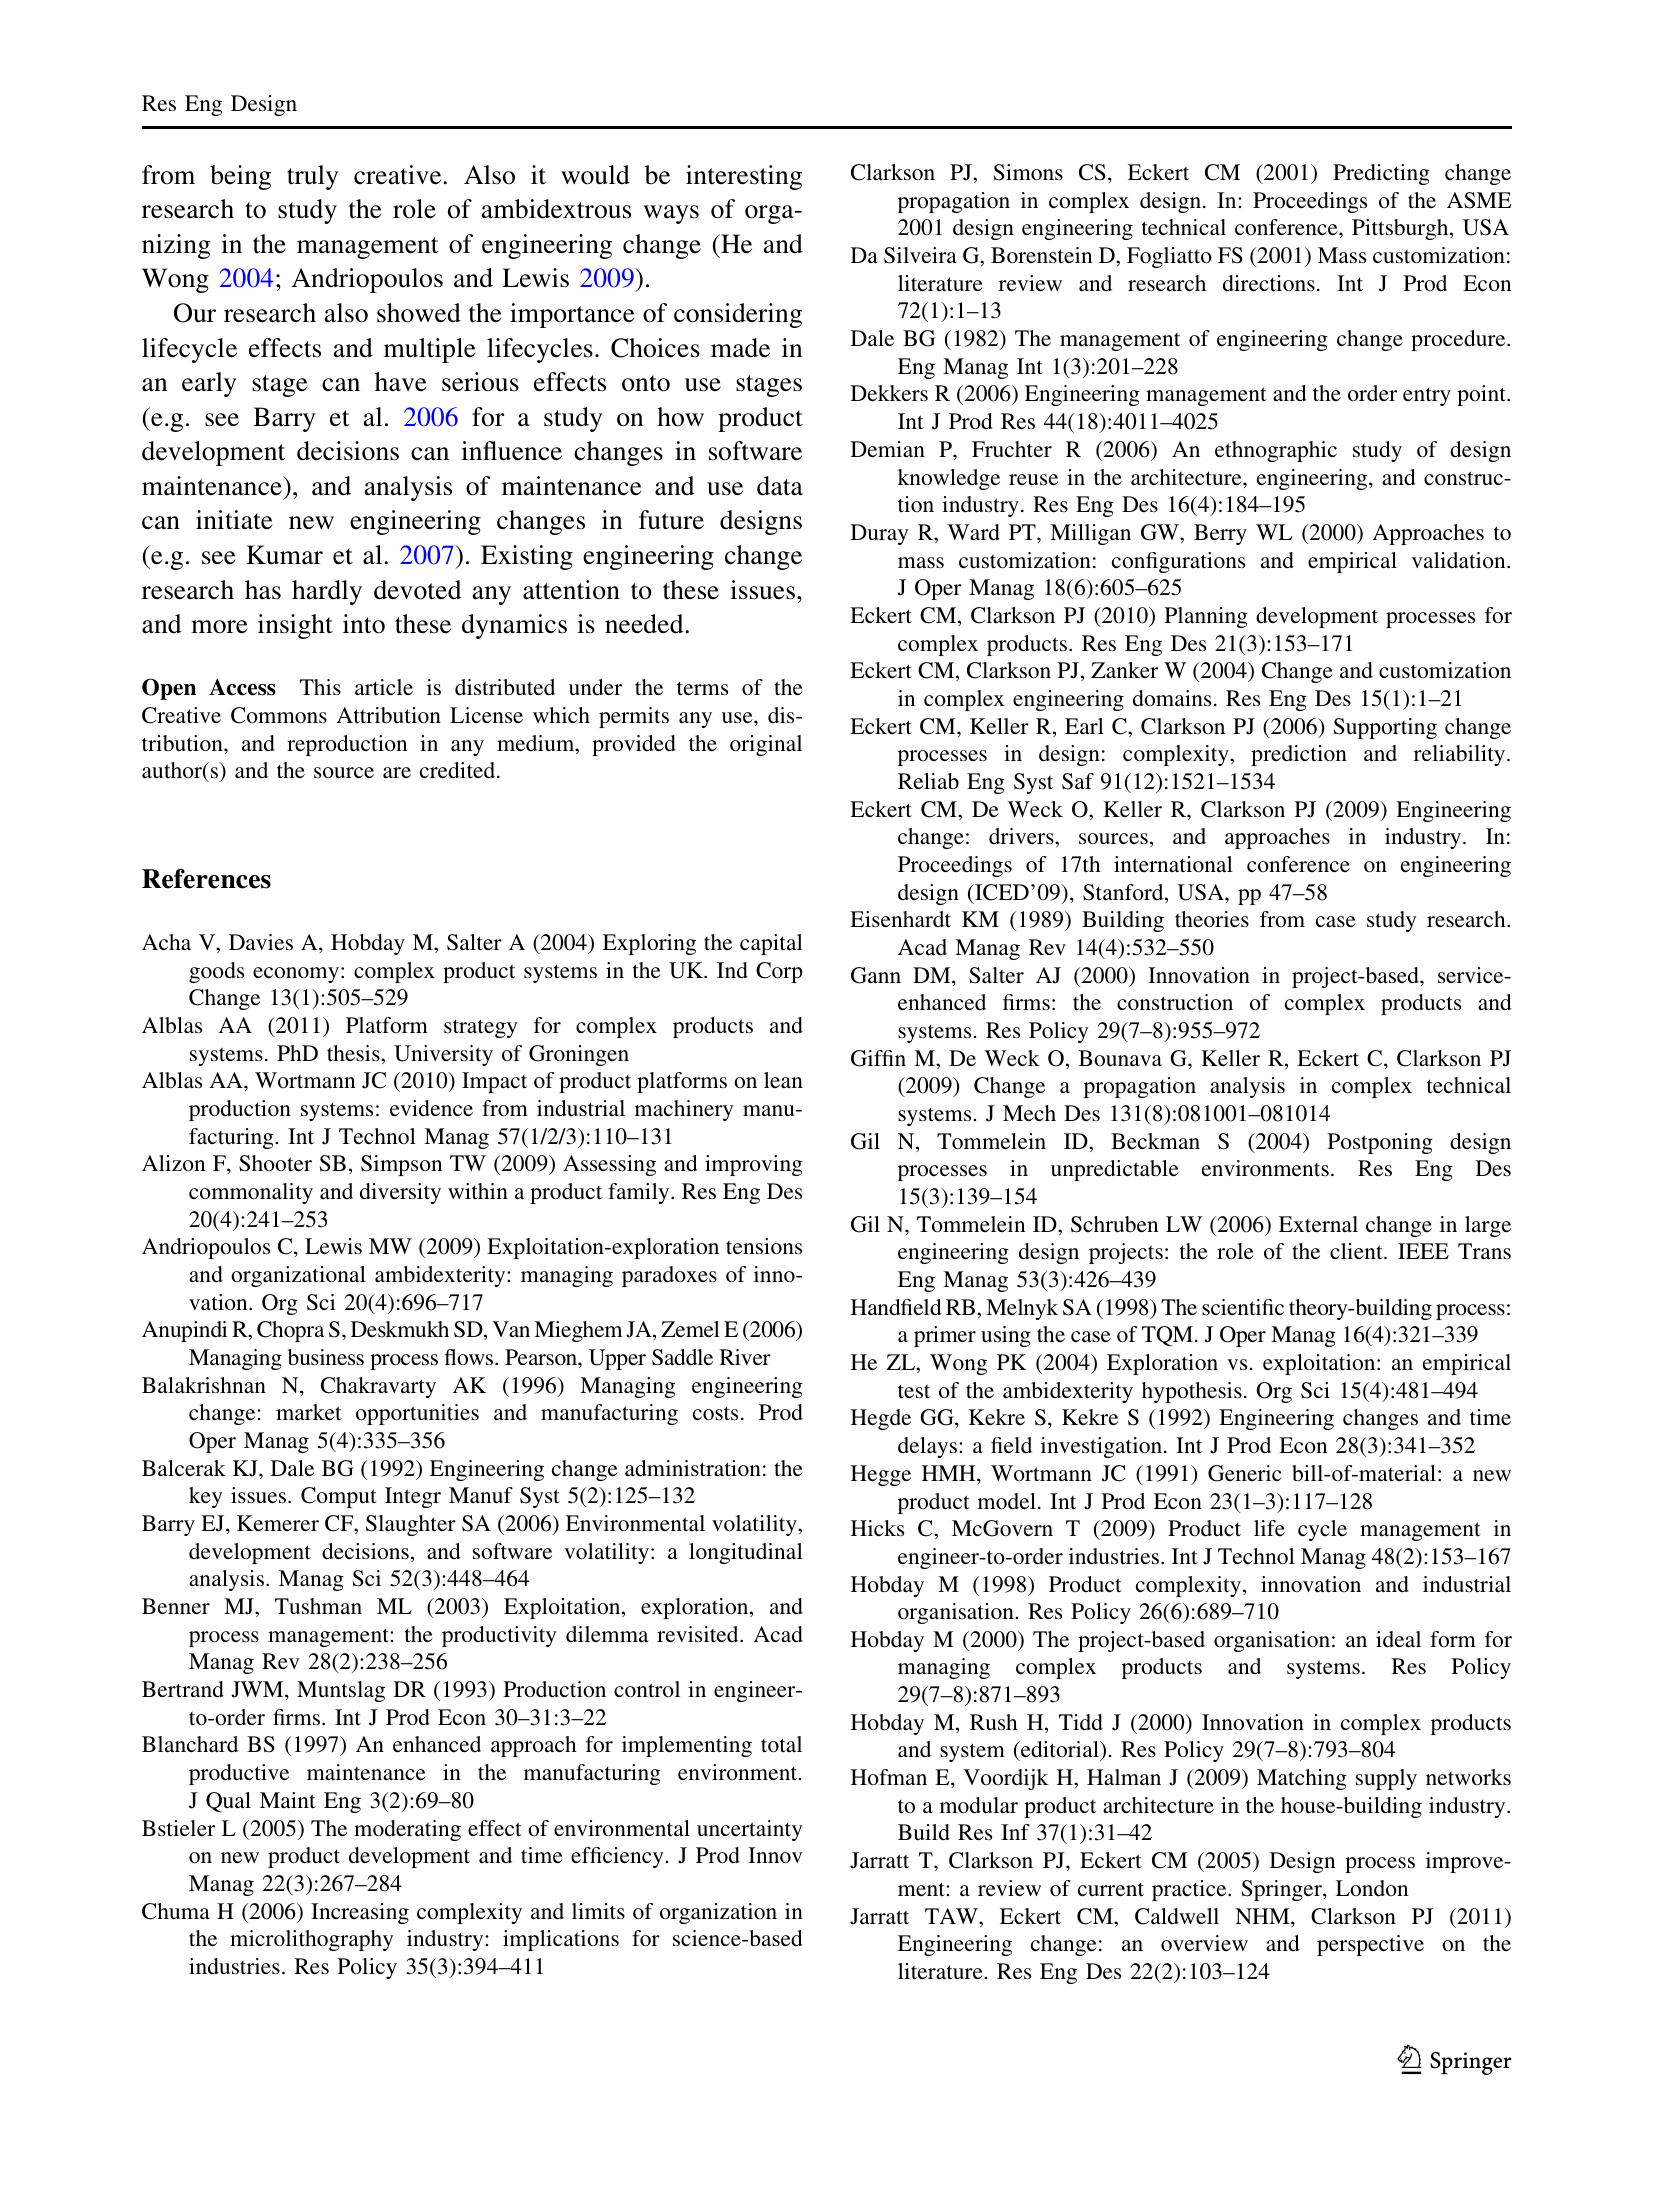 Res Eng Design
from being truly creative. Also it would be interesting
research to study the role of ambidextrous ways of orga-
nizing in the management of engineering change (He and
Wong 2004; Andriopoulos and Lewis 2009).
Our research also showed the importance of considering
lifecycle effects and multiple lifecycles. Choices made in
an early stage can have serious effects onto use stages
(e.g. see Barry et al. 2006 for a study on how product
development decisions can influence changes in software
maintenance), and analysis of maintenance and use data
can initiate new engineering changes in future designs
(e.g. see Kumar et al. 2007). Existing engineering change
research has hardly devoted any attention to these issues,
and more insight into these dynamics is needed.
Open Access This article is distributed under the terms of the
Creative Commons Attribution License which permits any use, dis-
tribution, and reproduction in any medium, provided the original
author(s) and the source are credited.
References
Acha V, Davies A, Hobday M, Salter A (2004) Exploring the capital
goods economy: complex product systems in the UK. Ind Corp
Change 13(1):505–529
Alblas AA (2011) Platform strategy for complex products and
systems. PhD thesis, University of Groningen
Alblas AA, Wortmann JC (2010) Impact of product platforms on lean
production systems: evidence from industrial machinery manu-
facturing. Int J Technol Manag 57(1/2/3):110–131
Alizon F, Shooter SB, Simpson TW (2009) Assessing and improving
commonality and diversity within a product family. Res Eng Des
20(4):241–253
Andriopoulos C, Lewis MW (2009) Exploitation-exploration tensions
and organizational ambidexterity: managing paradoxes of inno-
vation. Org Sci 20(4):696–717
Anupindi R, Chopra S, Deskmukh SD, Van Mieghem JA, Zemel E (2006)
Managing business process flows. Pearson, Upper Saddle River
Balakrishnan N, Chakravarty AK (1996) Managing engineering
change: market opportunities and manufacturing costs. Prod
Oper Manag 5(4):335–356
Balcerak KJ, Dale BG (1992) Engineering change administration: the
key issues. Comput Integr Manuf Syst 5(2):125–132
Barry EJ, Kemerer CF, Slaughter SA (2006) Environmental volatility,
development decisions, and software volatility: a longitudinal
analysis. Manag Sci 52(3):448–464
Benner MJ, Tushman ML (2003) Exploitation, exploration, and
process management: the productivity dilemma revisited. Acad
Manag Rev 28(2):238–256
Bertrand JWM, Muntslag DR (1993) Production control in engineer-
to-order firms. Int J Prod Econ 30–31:3–22
Blanchard BS (1997) An enhanced approach for implementing total
productive maintenance in the manufacturing environment.
J Qual Maint Eng 3(2):69–80
Bstieler L (2005) The moderating effect of environmental uncertainty
on new product development and time efficiency. J Prod Innov
Manag 22(3):267–284
Chuma H (2006) Increasing complexity and limits of organization in
the microlithography industry: implications for science-based
industries. Res Policy 35(3):394–411
Clarkson PJ, Simons CS, Eckert CM (2001) Predicting change
propagation in complex design. In: Proceedings of the ASME
2001 design engineering technical conference, Pittsburgh, USA
Da Silveira G, Borenstein D, Fogliatto FS (2001) Mass customization:
literature review and research directions. Int J Prod Econ
72(1):1–13
Dale BG (1982) The management of engineering change procedure.
Eng Manag Int 1(3):201–228
Dekkers R (2006) Engineering management and the order entry point.
Int J Prod Res 44(18):4011–4025
Demian P, Fruchter R (2006) An ethnographic study of design
knowledge reuse in the architecture, engineering, and construc-
tion industry. Res Eng Des 16(4):184–195
Duray R, Ward PT, Milligan GW, Berry WL (2000) Approaches to
mass customization: configurations and empirical validation.
J Oper Manag 18(6):605–625
Eckert CM, Clarkson PJ (2010) Planning development processes for
complex products. Res Eng Des 21(3):153–171
Eckert CM, Clarkson PJ, Zanker W (2004) Change and customization
in complex engineering domains. Res Eng Des 15(1):1–21
Eckert CM, Keller R, Earl C, Clarkson PJ (2006) Supporting change
processes in design: complexity, prediction and reliability.
Reliab Eng Syst Saf 91(12):1521–1534
Eckert CM, De Weck O, Keller R, Clarkson PJ (2009) Engineering
change: drivers, sources, and approaches in industry. In:
Proceedings of 17th international conference on engineering
design (ICED’09), Stanford, USA, pp 47–58
Eisenhardt KM (1989) Building theories from case study research.
Acad Manag Rev 14(4):532–550
Gann DM, Salter AJ (2000) Innovation in project-based, service-
enhanced firms: the construction of complex products and
systems. Res Policy 29(7–8):955–972
Giffin M, De Weck O, Bounava G, Keller R, Eckert C, Clarkson PJ
(2009) Change a propagation analysis in complex technical
systems. J Mech Des 131(8):081001–081014
Gil N, Tommelein ID, Beckman S (2004) Postponing design
processes in unpredictable environments. Res Eng Des
15(3):139–154
Gil N, Tommelein ID, Schruben LW (2006) External change in large
engineering design projects: the role of the client. IEEE Trans
Eng Manag 53(3):426–439
Handfield RB, Melnyk SA (1998) The scientific theory-building process:
a primer using the case of TQM. J Oper Manag 16(4):321–339
He ZL, Wong PK (2004) Exploration vs. exploitation: an empirical
test of the ambidexterity hypothesis. Org Sci 15(4):481–494
Hegde GG, Kekre S, Kekre S (1992) Engineering changes and time
delays: a field investigation. Int J Prod Econ 28(3):341–352
Hegge HMH, Wortmann JC (1991) Generic bill-of-material: a new
product model. Int J Prod Econ 23(1–3):117–128
Hicks C, McGovern T (2009) Product life cycle management in
engineer-to-order industries. Int J Technol Manag 48(2):153–167
Hobday M (1998) Product complexity, innovation and industrial
organisation. Res Policy 26(6):689–710
Hobday M (2000) The project-based organisation: an ideal form for
managing complex products and systems. Res Policy
29(7–8):871–893
Hobday M, Rush H, Tidd J (2000) Innovation in complex products
and system (editorial). Res Policy 29(7–8):793–804
Hofman E, Voordijk H, Halman J (2009) Matching supply networks
to a modular product architecture in the house-building industry.
Build Res Inf 37(1):31–42
Jarratt T, Clarkson PJ, Eckert CM (2005) Design process improve-
ment: a review of current practice. Springer, London
Jarratt TAW, Eckert CM, Caldwell NHM, Clarkson PJ (2011)
Engineering change: an overview and perspective on the
literature. Res Eng Des 22(2):103–124
Springer